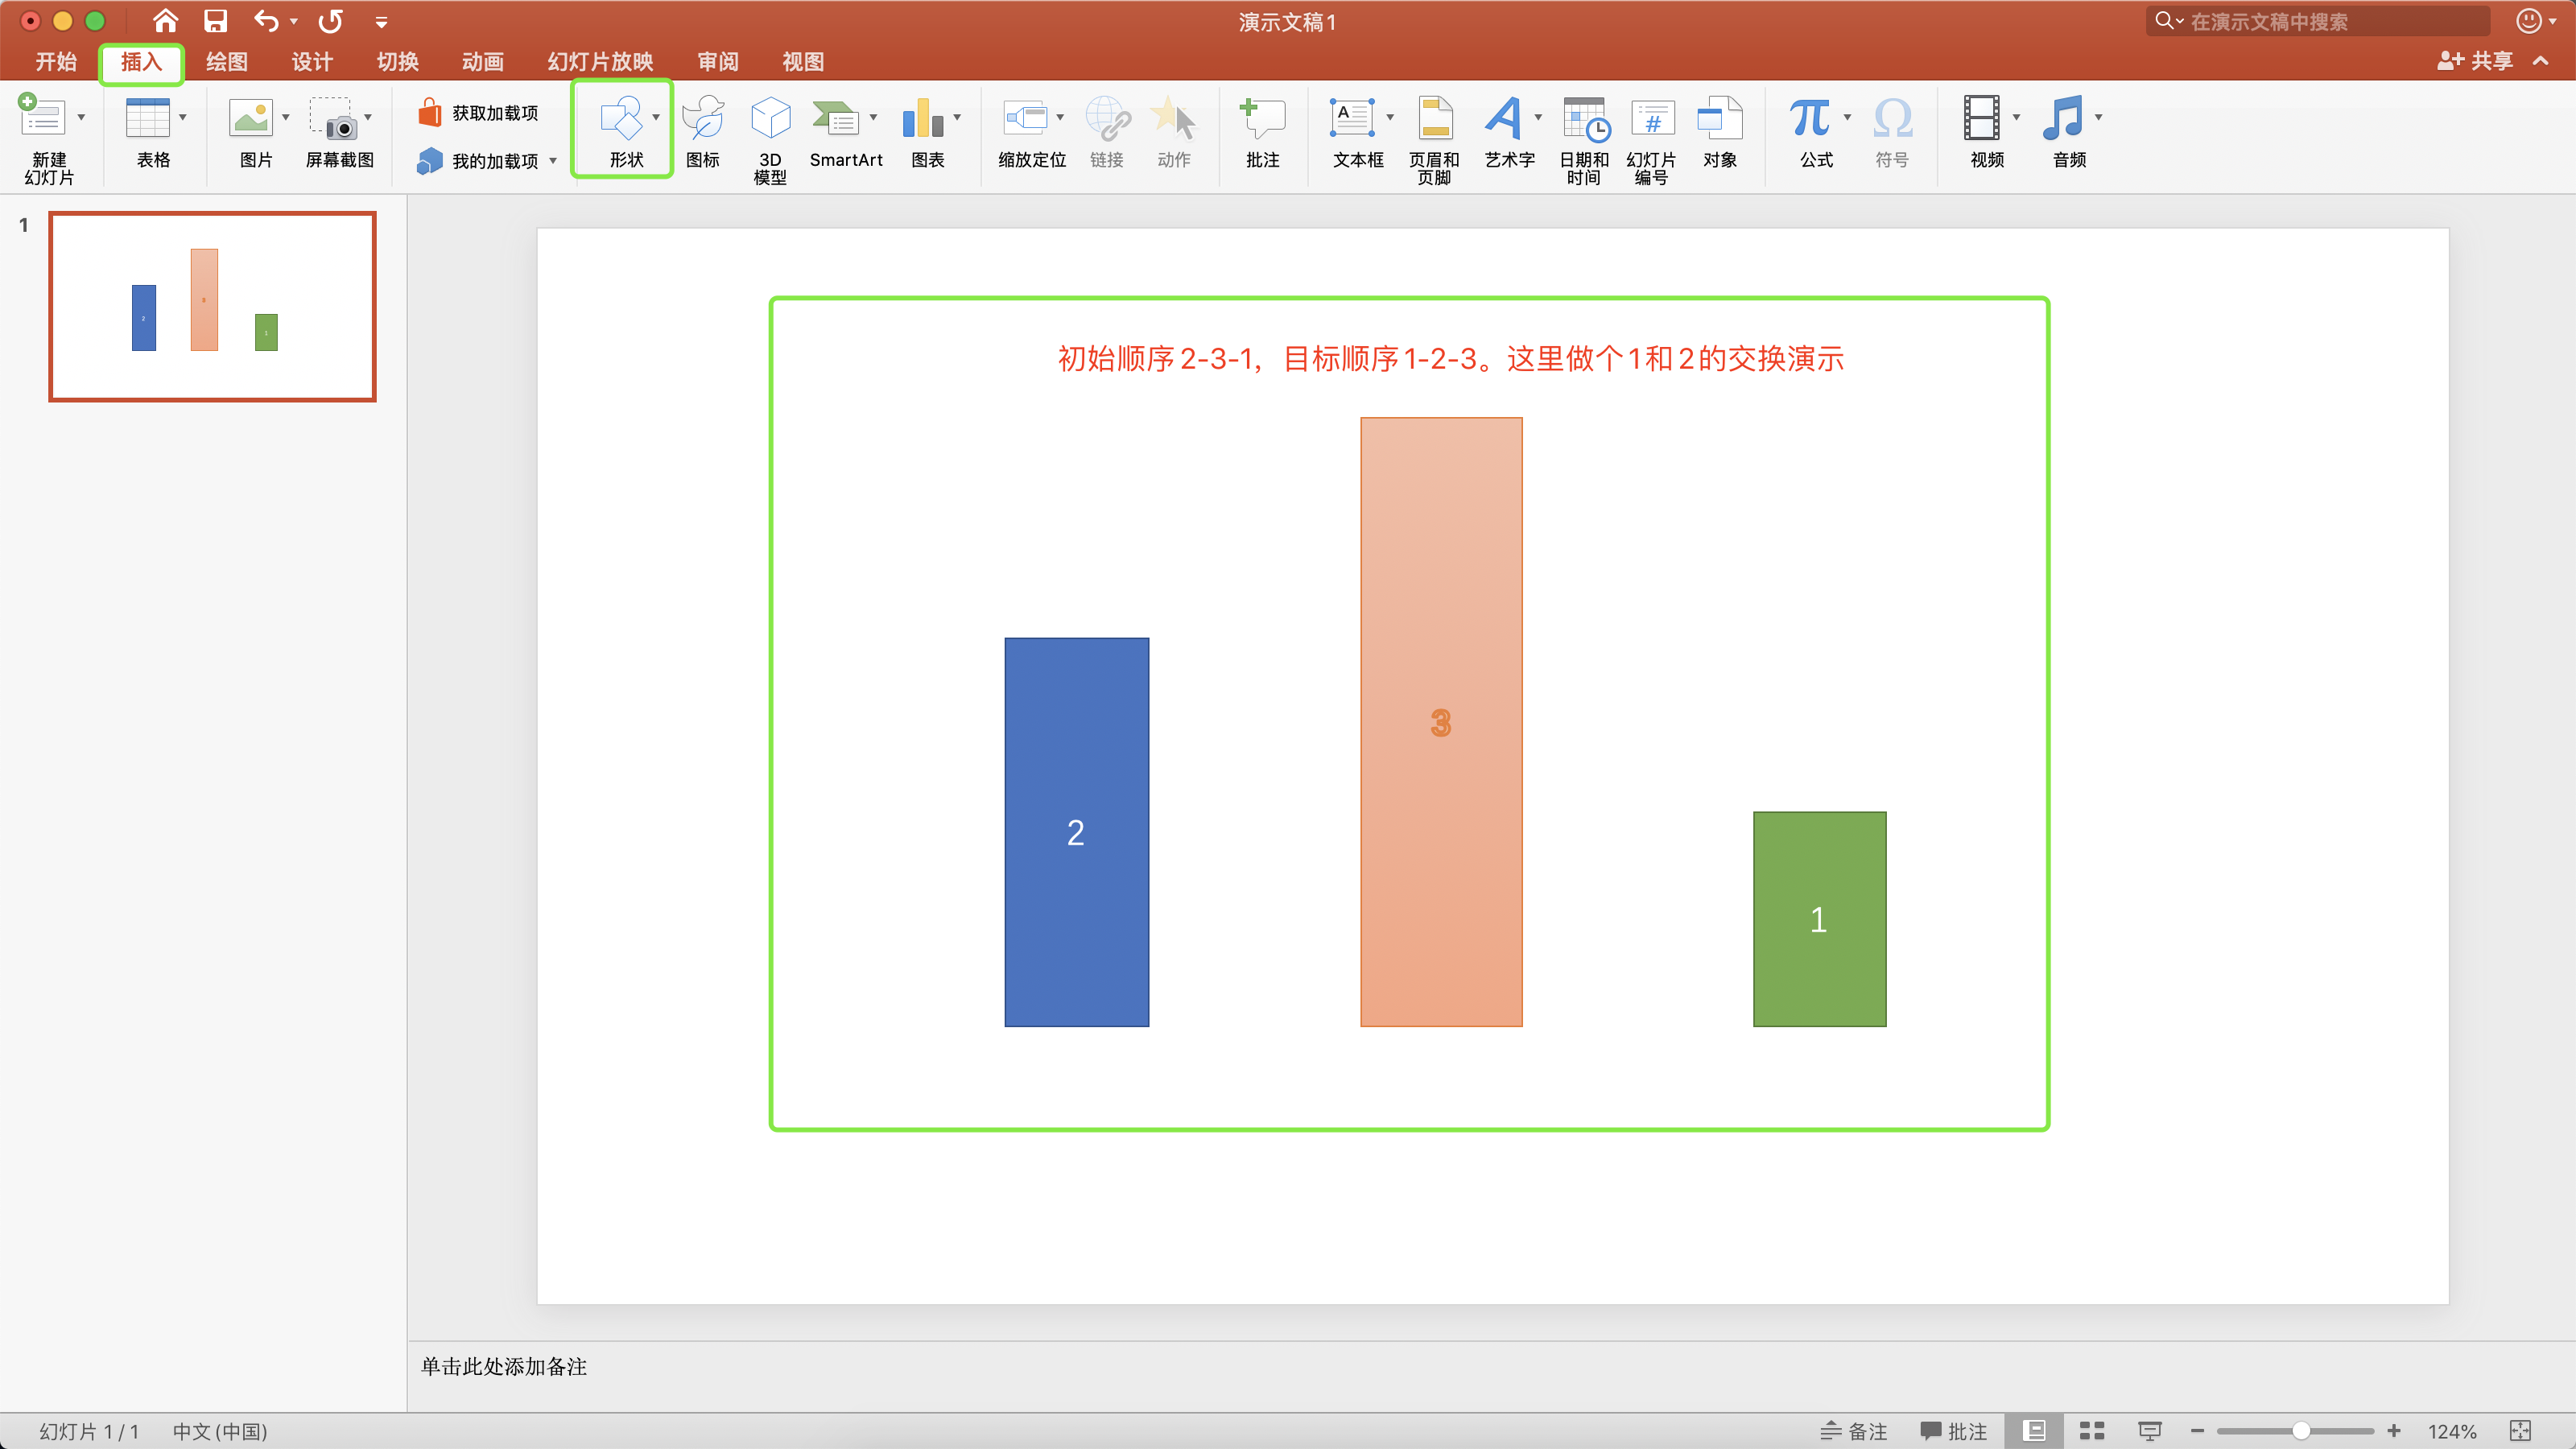 演示文稿1
在演示文稿中搜索
开始 插入 绘图 设计 切换 动画 幻灯片放映 审阅 视图
共享
新建
幻灯片
表格
图片
屏幕截图
获取加载项
我的加载项
形状
图标
3D
模型
SmartArt
图表
缩放定位
链接
动作
批注
文本框
页眉和
页脚
艺术字
日期和
时间
幻灯片
编号
对象
公式
符号
视频
音频
1
2
3
1
初始顺序2-3-1,目标顺序1-2-3。这里做个1和2的交换演示
2
3
1
单击此处添加备注
幻灯片 1 / 1
中文(中国)
备注
批注
124%